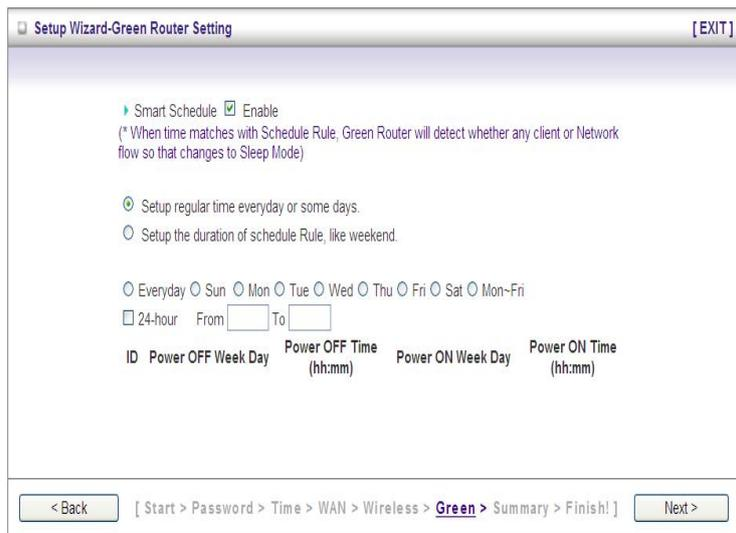 Setup Wizard-Green Router Setting [ EXIT ]
Smart Schedule Enable
(* When time matches with Schedule Rule, Green Router will detect whether any client or Network
flow so that changes to Sleep Mode)
Setup regular time everyday or some days.
Setup the duration of schedule Rule, like weekend.
Everyday Sun Mon Tue Wed Thu Fri Sat Mon~Fri
24-hour From To
ID Power OFF Week Day Power OFF Time (hh:mm) Power ON Week Day Power ON Time (hh:mm)
< Back [ Start > Password > Time > WAN > Wireless > Green > Summary > Finish! ] Next >